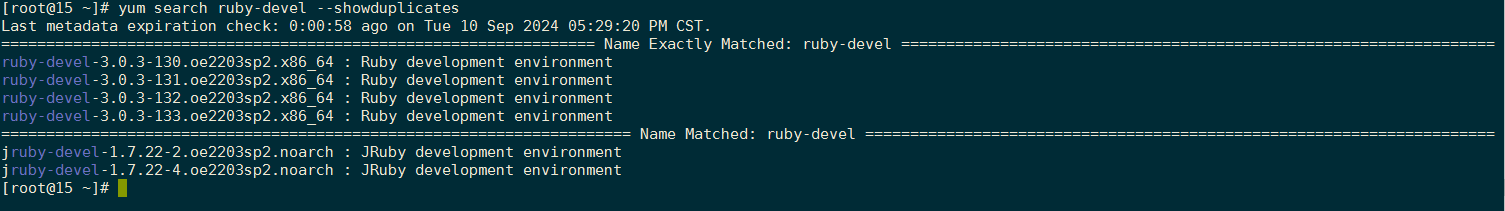 [root@15 ~]# yum search ruby-devel --showduplicates
Last metadata expiration check: 0:00:58 ago on Tue 10 Sep 2024 05:29:20 PM CST.
================================================================== Name Exactly Matched: ruby-devel ==================================================================
ruby-devel-3.0.3-130.oe2203sp2.x86_64 : Ruby development environment
ruby-devel-3.0.3-131.oe2203sp2.x86_64 : Ruby development environment
ruby-devel-3.0.3-132.oe2203sp2.x86_64 : Ruby development environment
ruby-devel-3.0.3-133.oe2203sp2.x86_64 : Ruby development environment
====================================================================== Name Matched: ruby-devel ======================================================================
jruby-devel-1.7.22-2.oe2203sp2.noarch : JRuby development environment
jruby-devel-1.7.22-4.oe2203sp2.noarch : JRuby development environment
[root@15 ~]#